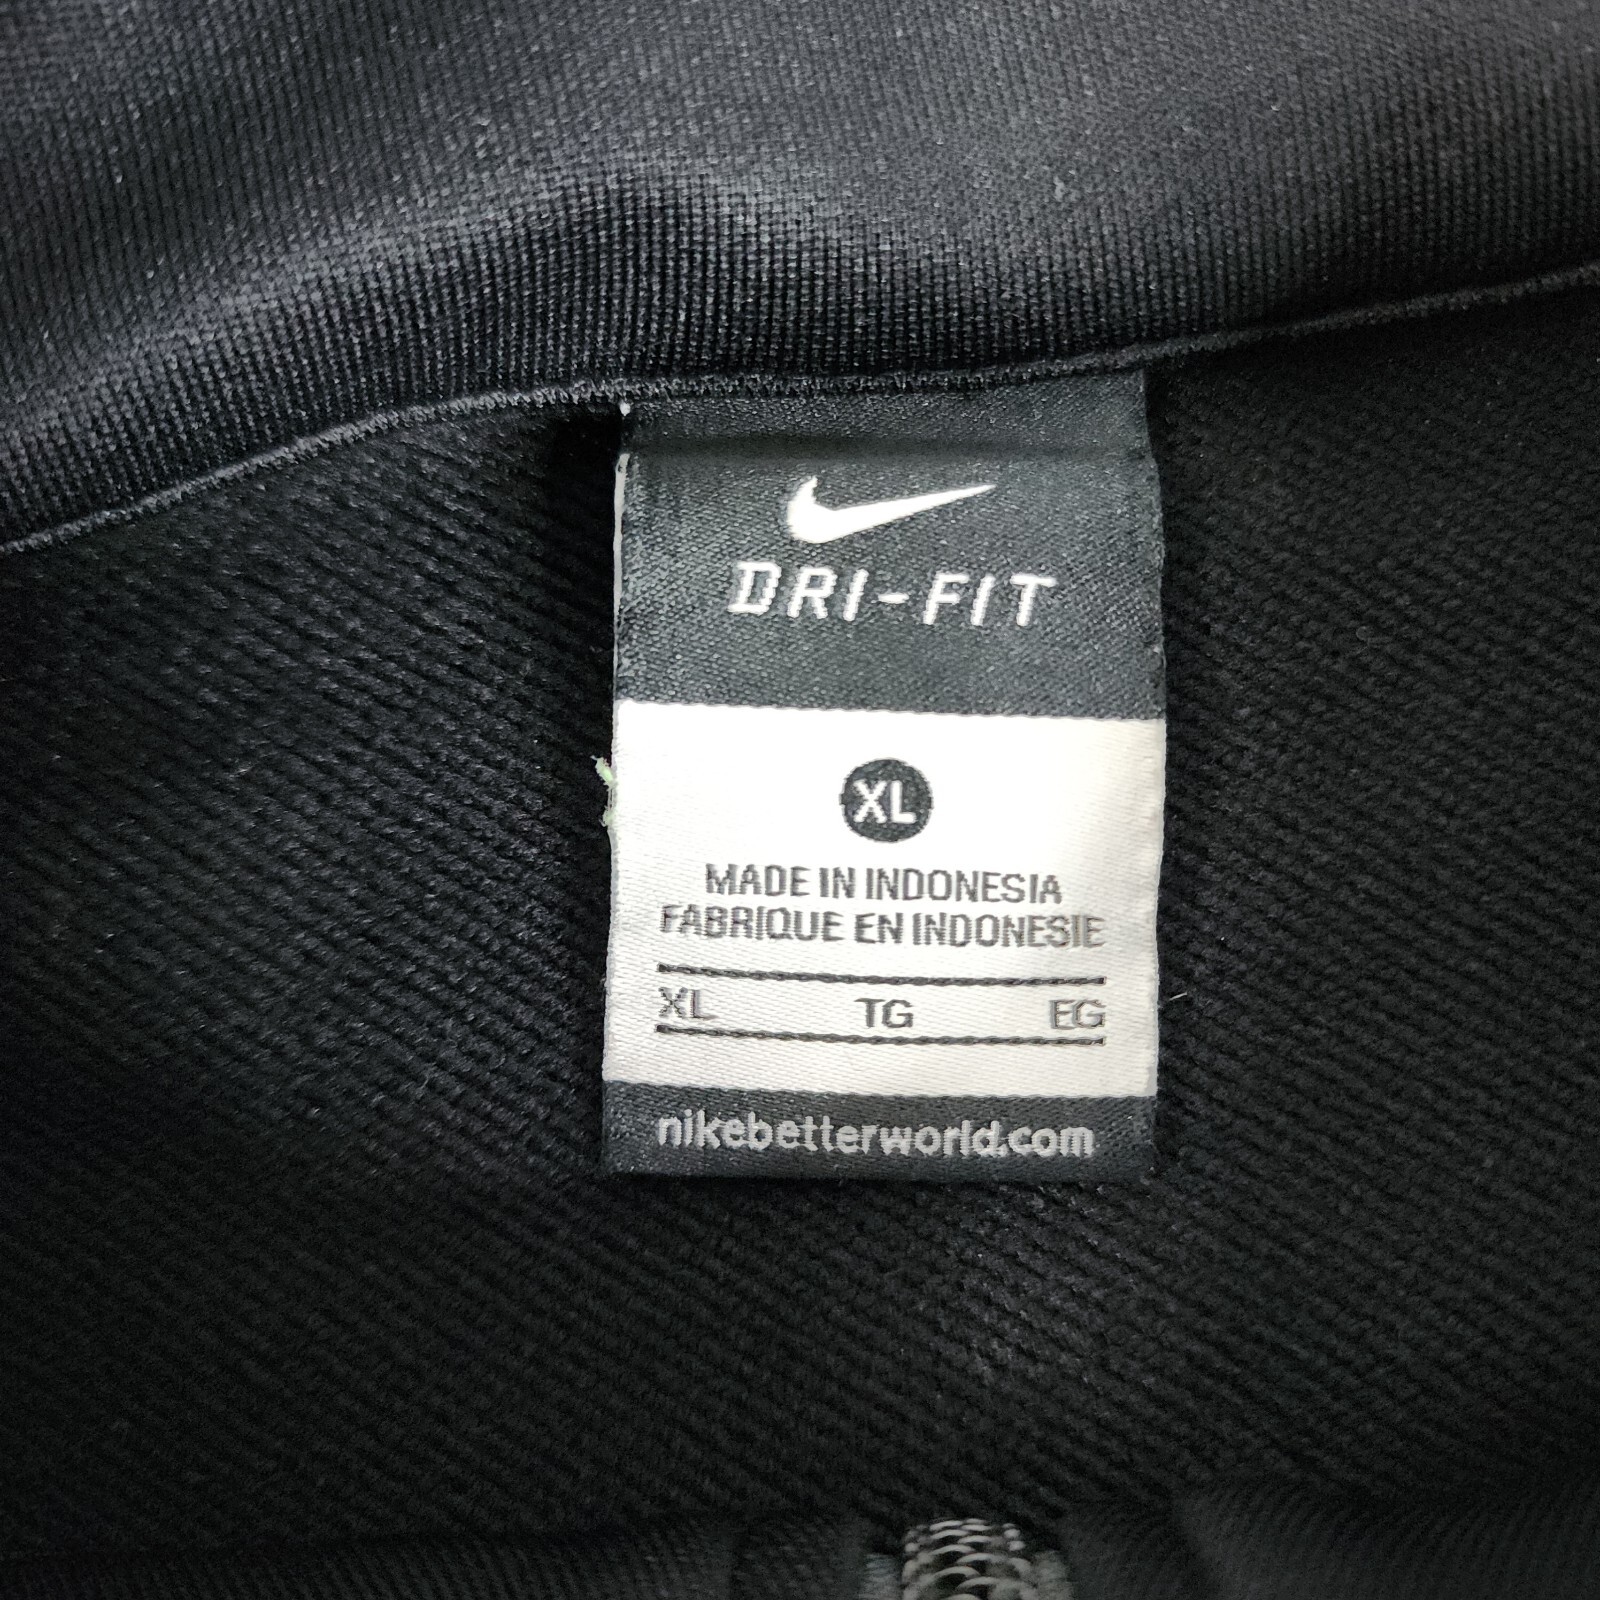 DRI-FIT
XL
MADE IN INDONESIA
FABRIQUE EN INDONESIE
XL TG EG
nikebetterworld.com